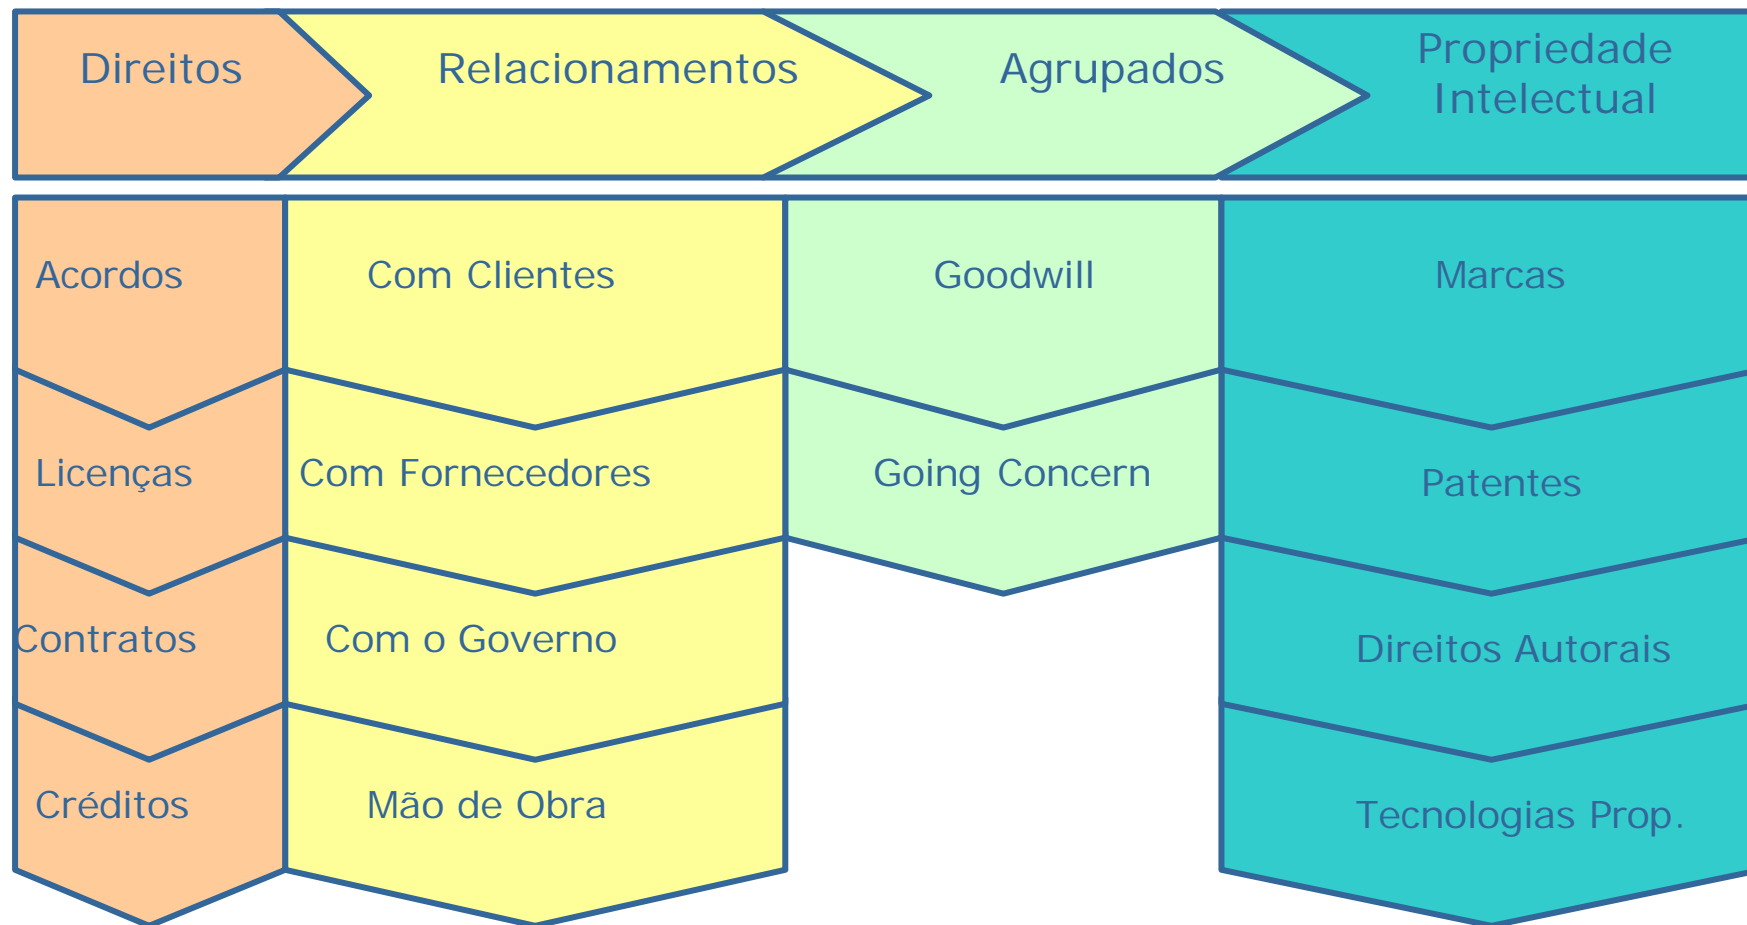 Direitos
Relacionamentos
Agrupados
Propriedade
Intelectual
Acordos
Com Clientes
Goodwill
Marcas
Licenças
Com Fornecedores
Going Concern
Patentes
Contratos
Com o Governo
Direitos Autorais
Créditos
Mão de Obra
Tecnologias Prop.